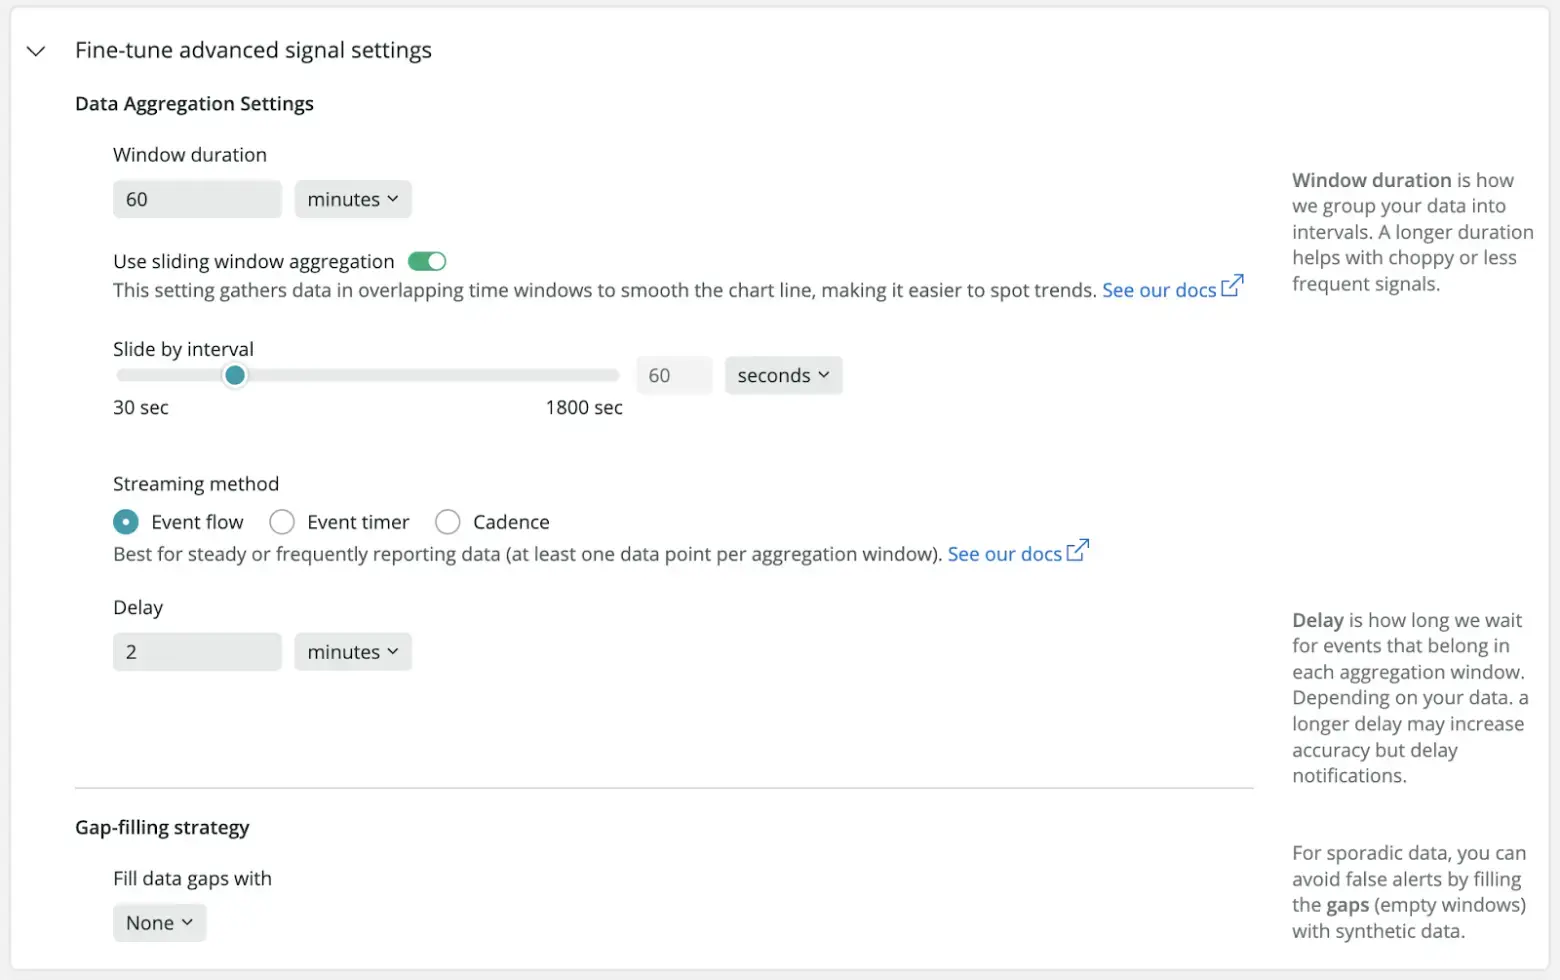 Fine-tune advanced signal settings
Data Aggregation Settings
Window duration
60 minutes
Use sliding window aggregation
This setting gathers data in overlapping time windows to smooth the chart line, making it easier to spot trends. See our docs
Slide by interval
60 seconds
30 sec 1800 sec
Streaming method
Event flow Event timer Cadence
Best for steady or frequently reporting data (at least one data point per aggregation window). See our docs
Delay
2 minutes
Window duration is how
we group your data into
intervals. A longer duration
helps with choppy or less
frequent signals.
Delay is how long we wait
for events that belong in
each aggregation window.
Depending on your data. a
longer delay may increase
accuracy but delay
notifications.
Gap-filling strategy
Fill data gaps with
None
For sporadic data, you can
avoid false alerts by filling
the gaps (empty windows)
with synthetic data.